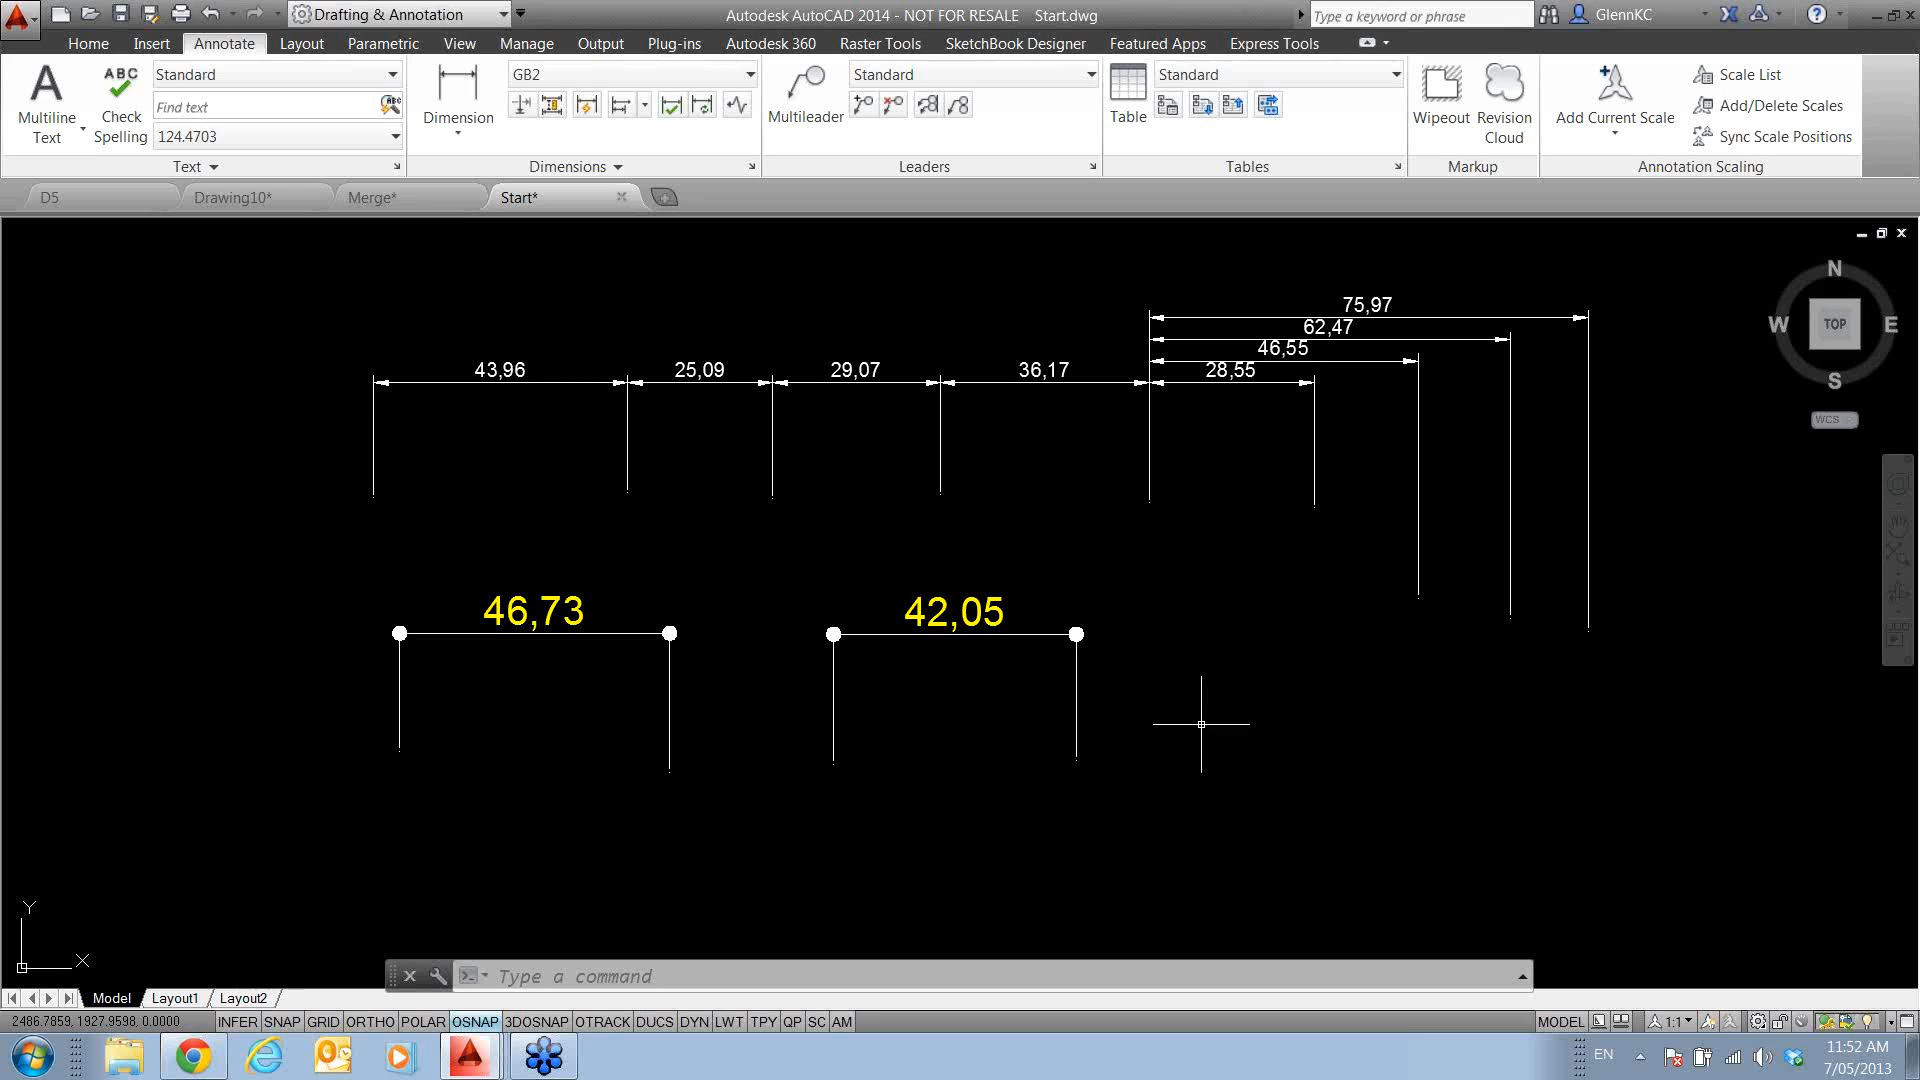 Drafting & Annotation
Autodesk AutoCAD 2014 - NOT FOR RESALE Start.dwg
Type a keyword or phrase
GlennKC
Home Insert Annotate Layout Parametric View Manage Output Plug-ins Autodesk 360 Raster Tools SketchBook Designer Featured Apps Express Tools
A Multiline Text
ABC Check Spelling
Standard
Find text
124.4703
Text
Dimension
GB2
Dimensions
Multileader
Standard
Leaders
Table
Standard
Tables
Wipeout
Revision Cloud
Markup
Add Current Scale
Scale List
Add/Delete Scales
Sync Scale Positions
Annotation Scaling
D5 Drawing10* Merge* Start*
N
W TOP E
S
WCS
75,97
62,47
46,55
43,96 25,09 29,07 36,17 28,55
46,73 42,05
Y
X
Type a command
Model Layout1 Layout2
2486.7859, 1927.9598, 0.0000 INFER SNAP GRID ORTHO POLAR OSNAP 3DOSNAP OTRACK DUCS DYN LWT TPY QP SC AM MODEL 1:1
EN
11:52 AM
7/05/2013